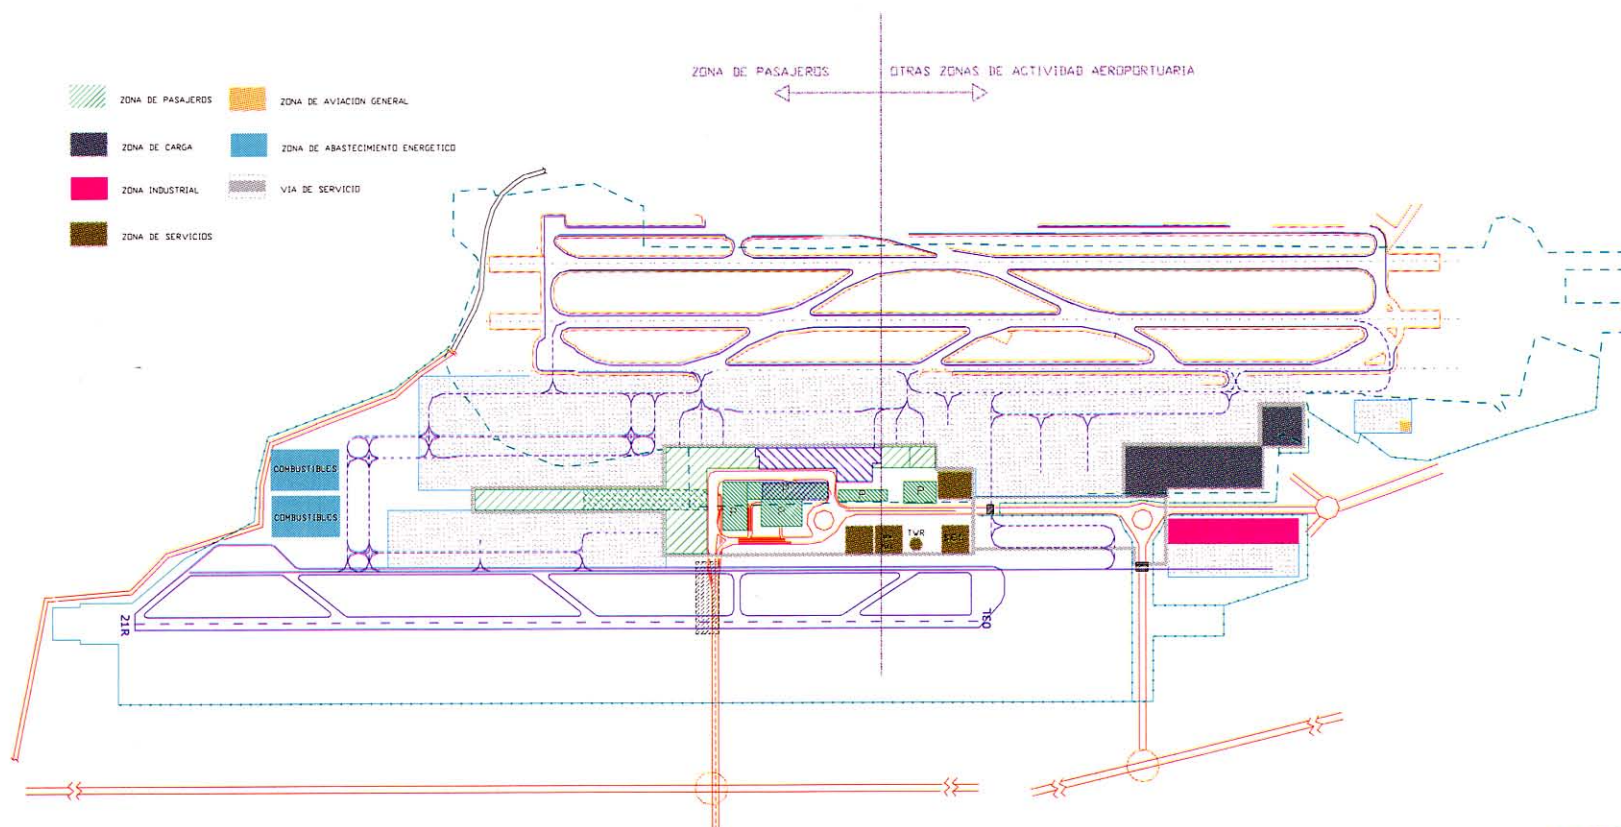 ZONA DE PASAJEROS
OTRAS ZONAS DE ACTIVIDAD AEROPORTUARIA
ZONA DE PASAJEROS
ZONA DE AVIACION GENERAL
ZONA DE CARGA
ZONA DE ABASTECIMIENTO ENERGETICO
ZONA INDUSTRIAL
VIA DE SERVICIO
ZONA DE SERVICIOS
COMBUSTIBLES
COMBUSTIBLES
P
P
P
P
TWR
21R
03L